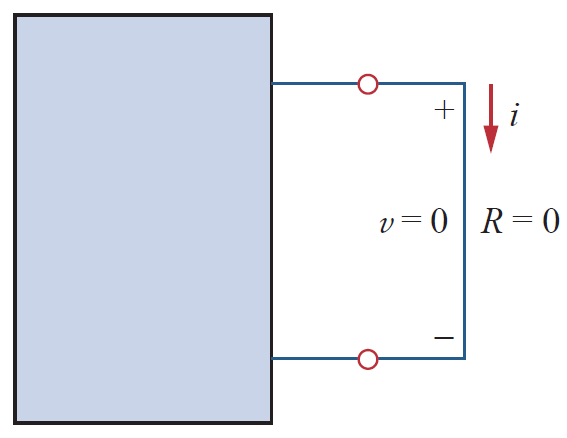 +
i
v = 0
R = 0
−